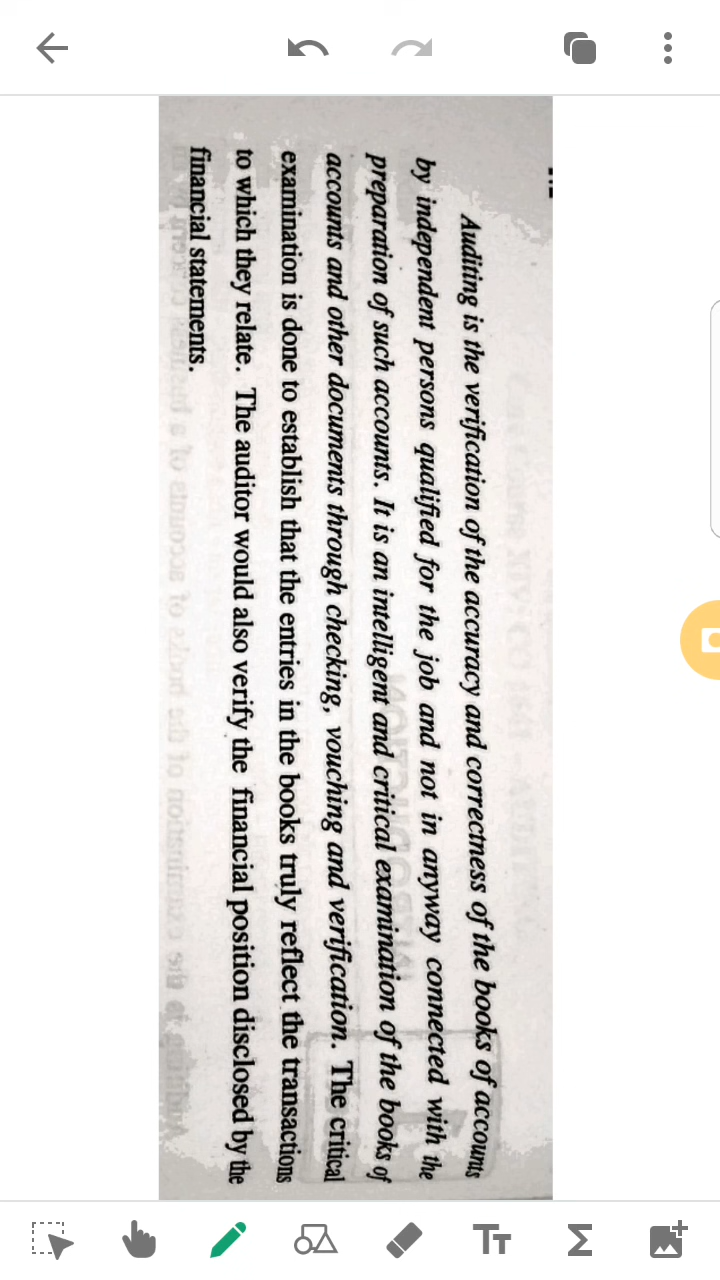 Auditing is the verification of the accuracy and correctness of the books of accounts
by independent persons qualified for the job and not in anyway connected with the
preparation of such accounts. It is an intelligent and critical examination of the books of
accounts and other documents through checking, vouching and verification. The critical
examination is done to establish that the entries in the books truly reflect the transactions
to which they relate. The auditor would also verify the financial position disclosed by the
financial statements.
TT
Σ